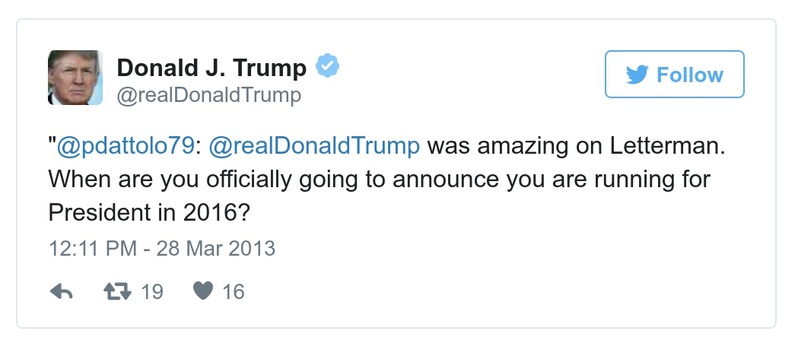 Donald J. Trump
@realDonaldTrump
Follow
"@pdattolo79: @realDonaldTrump was amazing on Letterman.
When are you officially going to announce you are running for
President in 2016?
12:11 PM - 28 Mar 2013
19 16